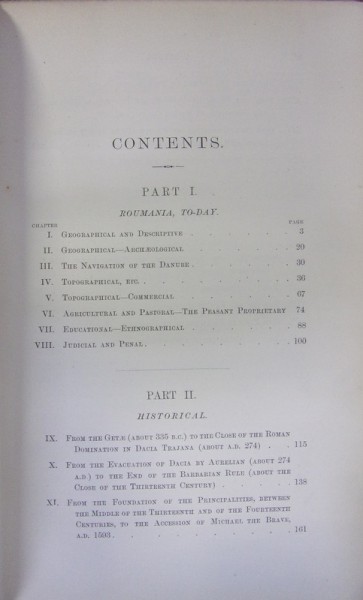 CONTENTS.
PART I.
ROUMANIA, TO-DAY.
CHAPTER PAGE
I. GEOGRAPHICAL AND DESCRIPTIVE . . . . . . 3
II. GEOGRAPHICAL—ARCHÆOLOGICAL . . . . . . 20
III. THE NAVIGATION OF THE DANUBE . . . . . . 30
IV. TOPOGRAPHICAL, ETC. . . . . . . . 36
V. TOPOGRAPHICAL—COMMERCIAL . . . . . . 67
VI. AGRICULTURAL AND PASTORAL—THE PEASANT PROPRIETARY 74
VII. EDUCATIONAL—ETHNOGRAPHICAL . . . . . . 88
VIII. JUDICIAL AND PENAL . . . . . . . 100
PART II.
HISTORICAL.
IX. FROM THE GETÆ (ABOUT 335 B.C.) TO THE CLOSE OF THE ROMAN
DOMINATION IN DACIA TRAJANA (ABOUT A.D. 274) . . 115
X. FROM THE EVACUATION OF DACIA BY AURELIAN (ABOUT 274
A.D.) TO THE END OF THE BARBARIAN RULE (ABOUT THE
CLOSE OF THE THIRTEENTH CENTURY) . . . . . 138
XI. FROM THE FOUNDATION OF THE PRINCIPALITIES, BETWEEN
THE MIDDLE OF THE THIRTEENTH AND OF THE FOURTEENTH
CENTURIES, TO THE ACCESSION OF MICHAEL THE BRAVE,
A.D. 1593 . . . . . . . . . 161